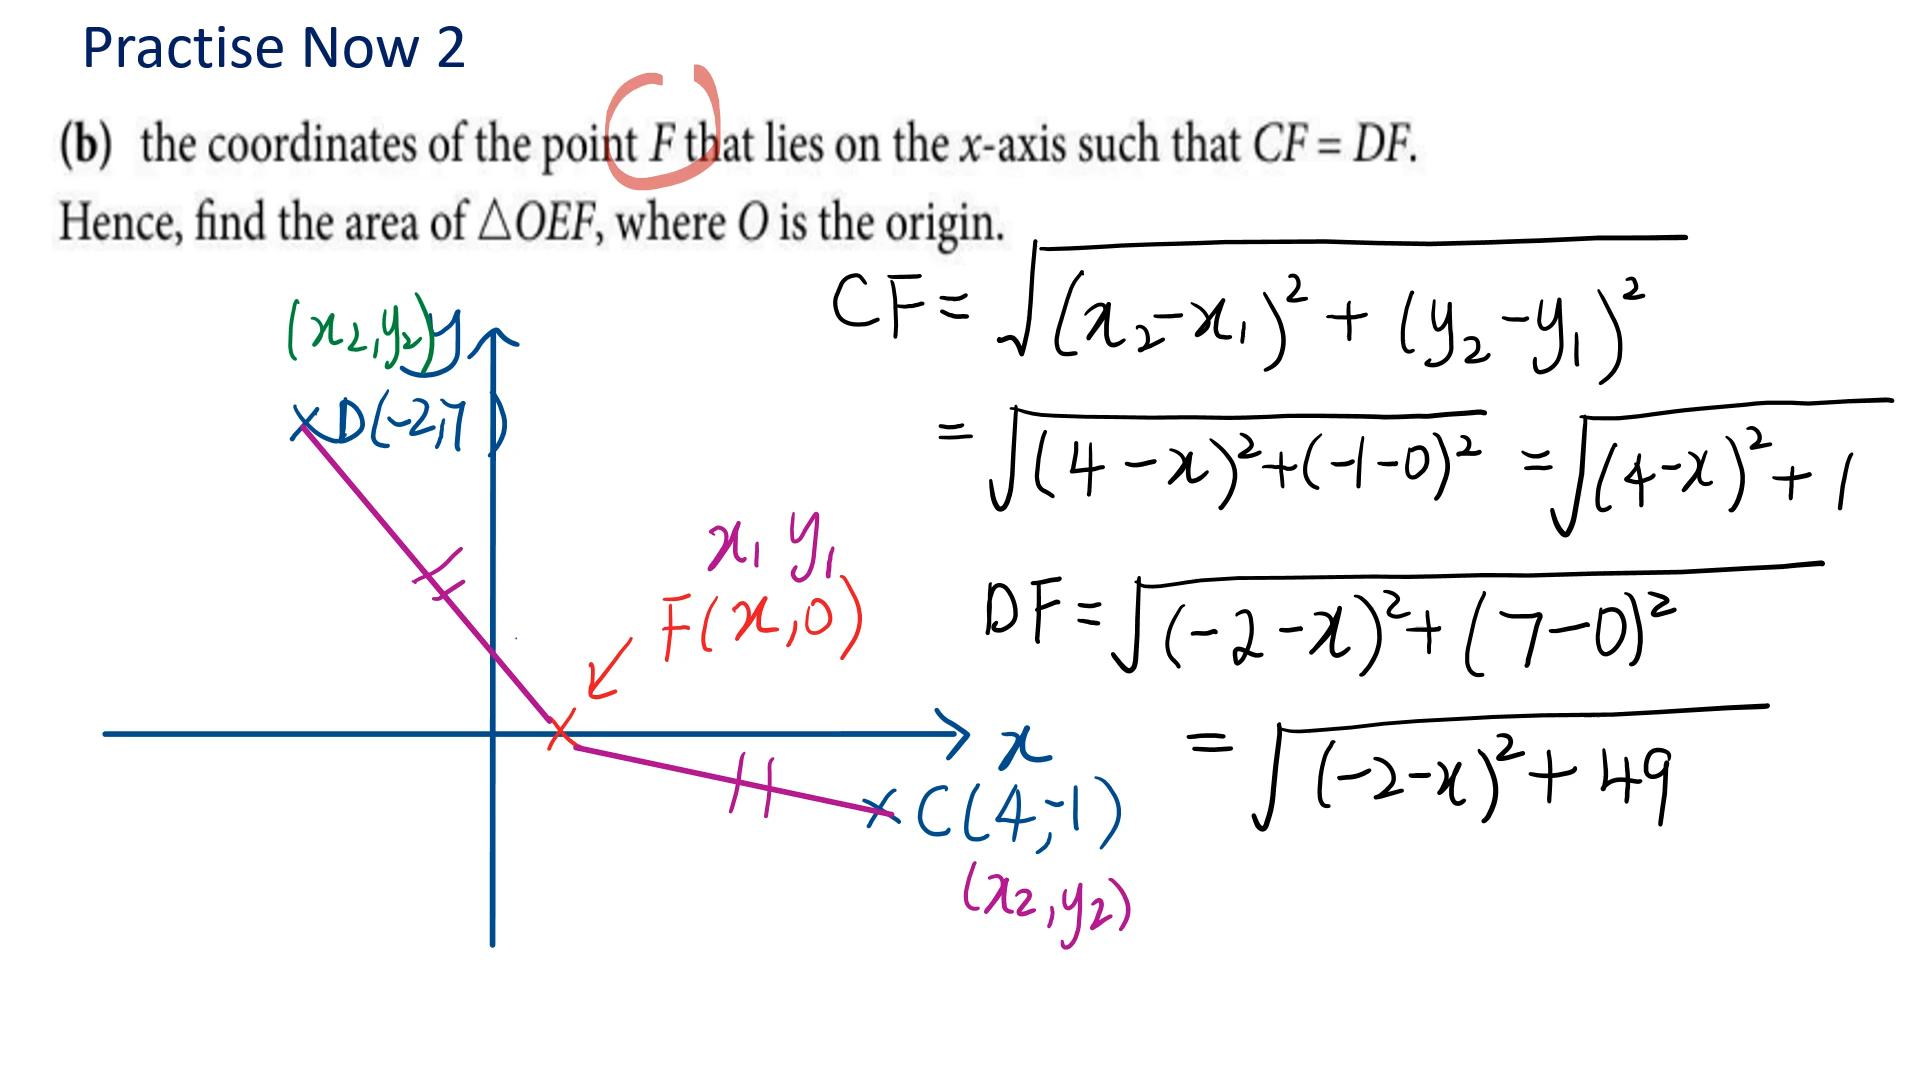 Practise Now 2
(b) the coordinates of the point F that lies on the x-axis such that CF = DF.
Hence, find the area of △OEF, where O is the origin.
CF = √((x₂-x₁)² + (y₂-y₁)²)
= √((4-x)²+(-1-0)²) = √((4-x)²+1)
DF = √((-2-x)²+(7-0)²)
= √((-2-x)²+49)
(x₂,y₂) y
D(-2,7)
x₁ y₁
F(x,0)
x
C(4,-1)
(x₂,y₂)